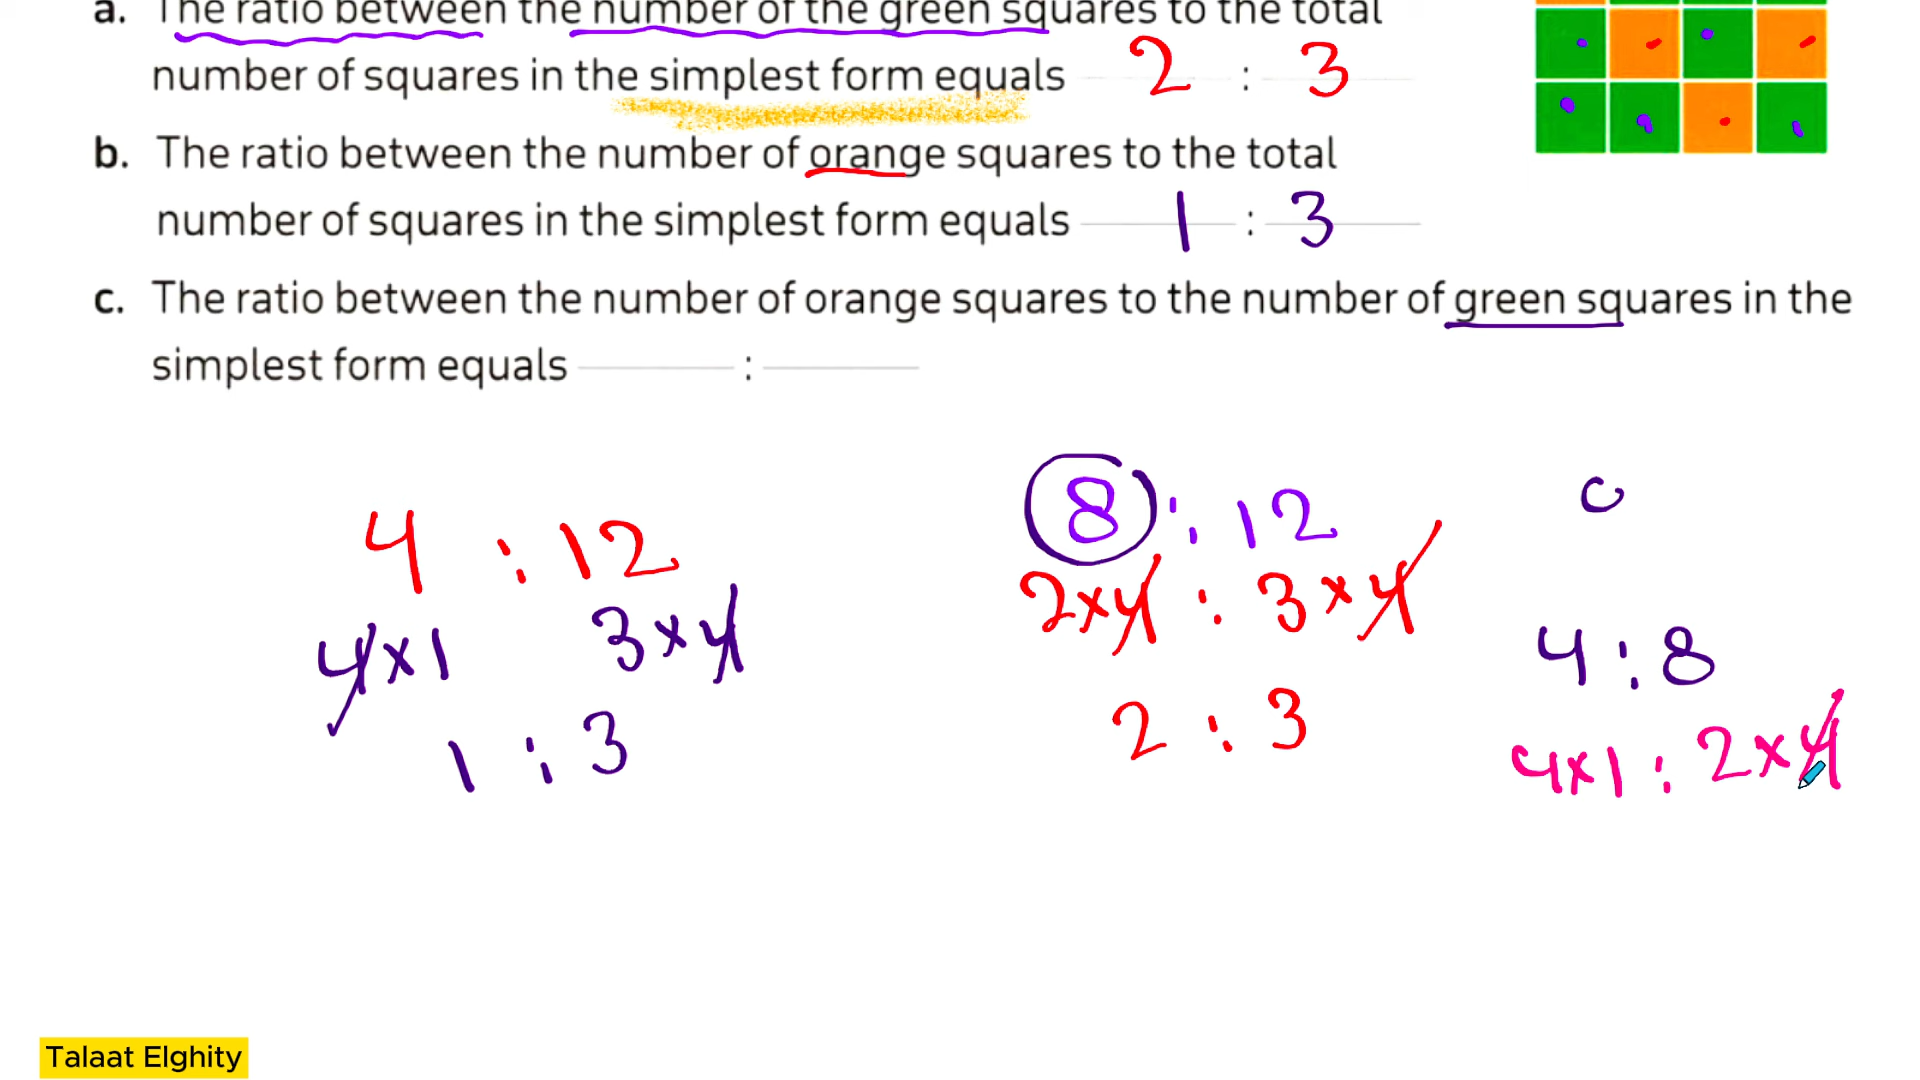 a. The ratio between the number of the green squares to the total
number of squares in the simplest form equals 2 : 3
b. The ratio between the number of orange squares to the total
number of squares in the simplest form equals 1 : 3
c. The ratio between the number of orange squares to the number of green squares in the
simplest form equals :
4 : 12
4×1 3×4
1 : 3
8 : 12
2×4 : 3×4
2 : 3
c
4 : 8
4×1 : 2×4
Talaat Elghity